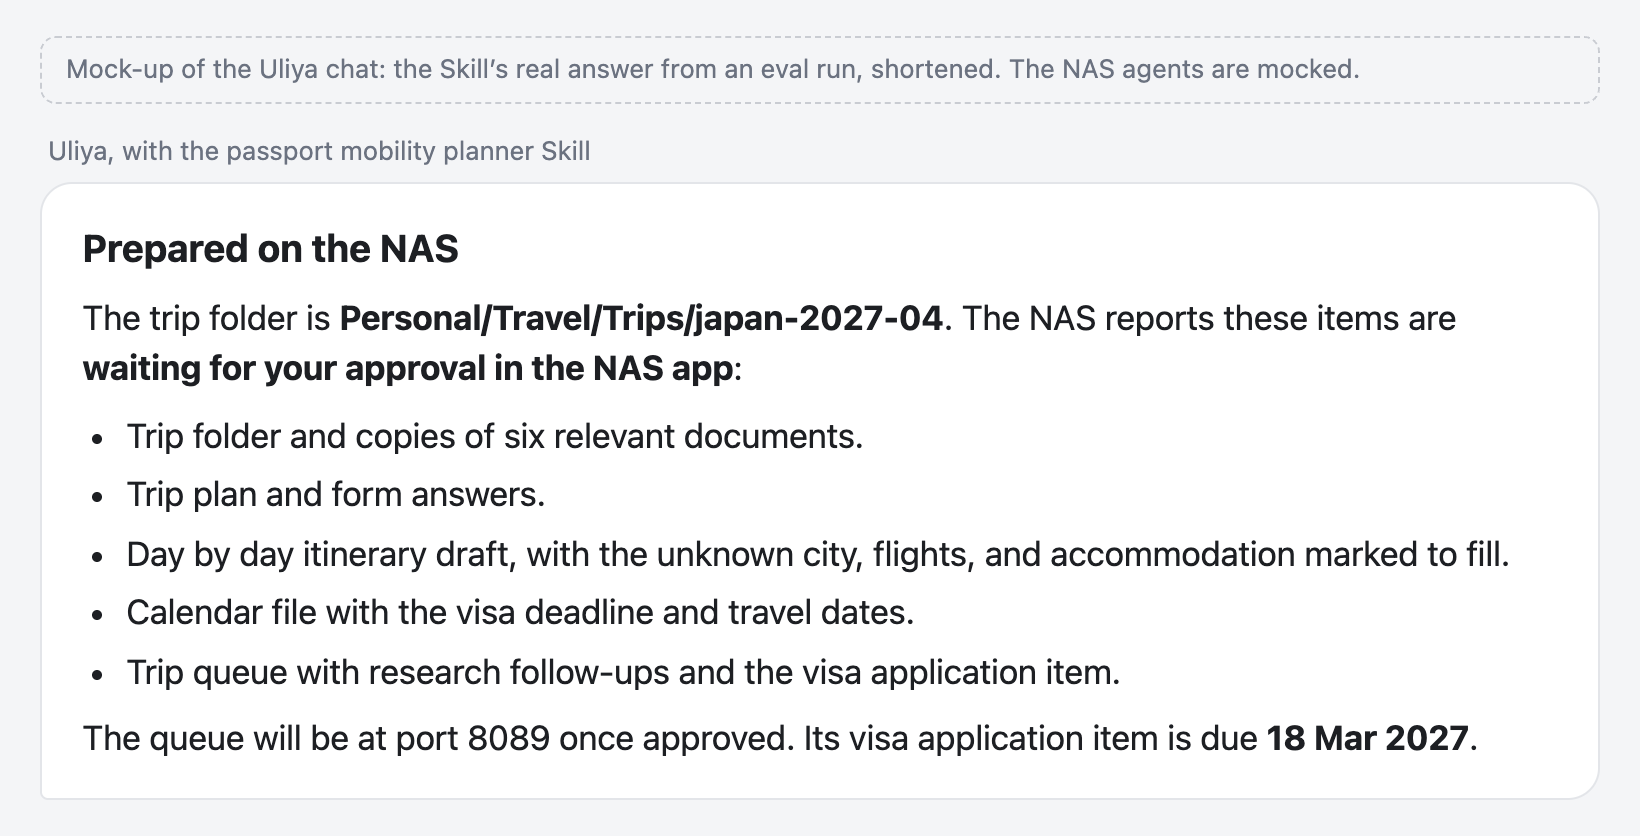 Mock-up of the Uliya chat: the Skill’s real answer from an eval run, shortened. The NAS agents are mocked.
Uliya, with the passport mobility planner Skill
Prepared on the NAS
The trip folder is Personal/Travel/Trips/japan-2027-04. The NAS reports these items are
waiting for your approval in the NAS app:
• Trip folder and copies of six relevant documents.
• Trip plan and form answers.
• Day by day itinerary draft, with the unknown city, flights, and accommodation marked to fill.
• Calendar file with the visa deadline and travel dates.
• Trip queue with research follow-ups and the visa application item.
The queue will be at port 8089 once approved. Its visa application item is due 18 Mar 2027.